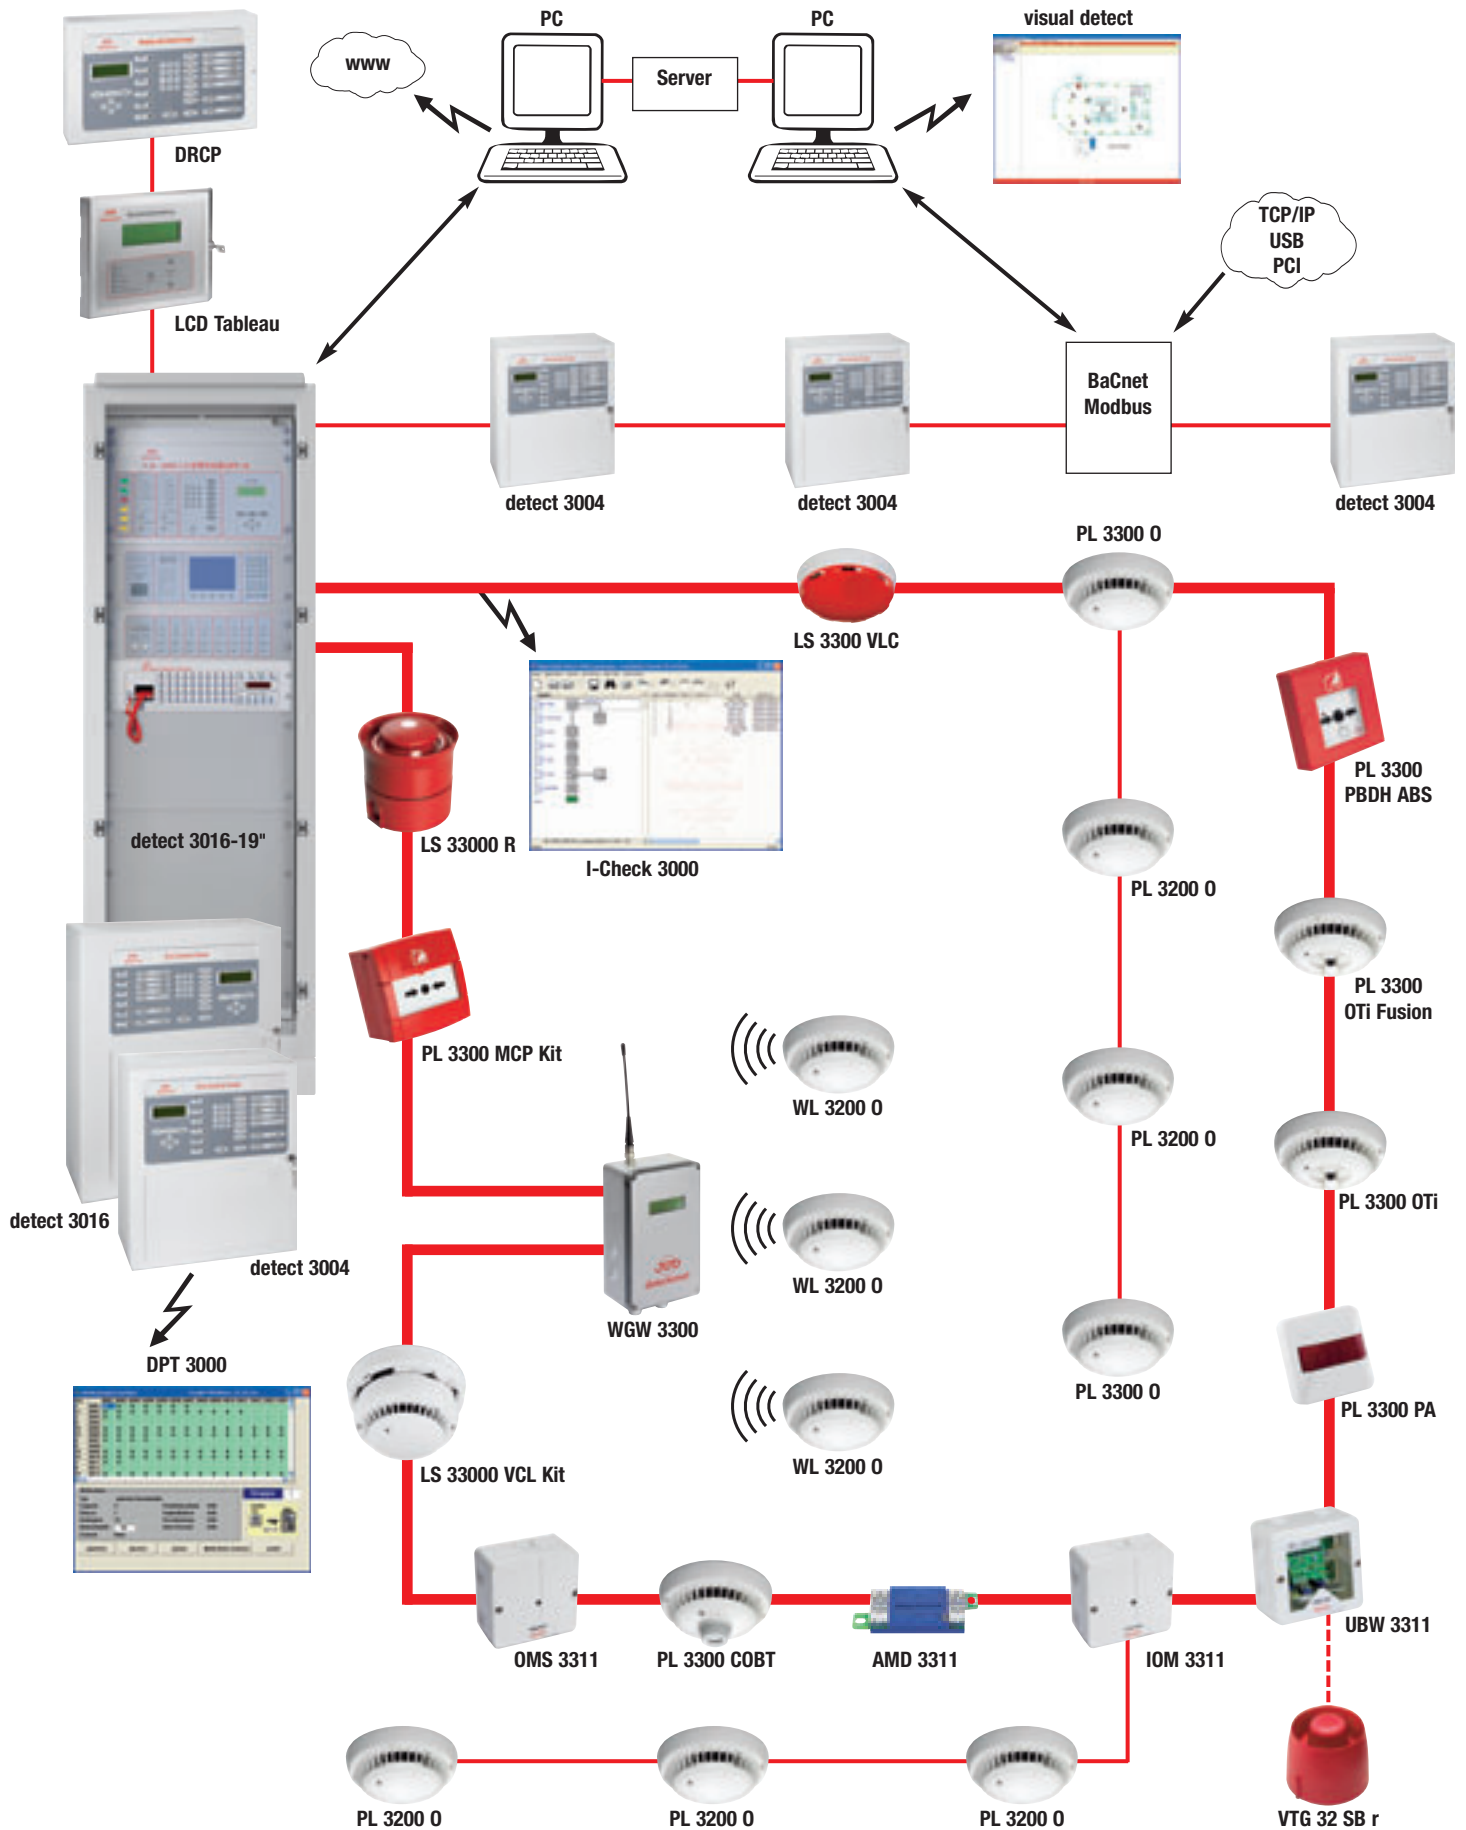 PC
PC
visual detect
www
Server
DRCP
TCP/IP
USB
PCI
LCD Tableau
BaCnet
Modbus
detect 3004
detect 3004
detect 3004
PL 3300 O
LS 3300 VLC
PL 3300
PBDH ABS
detect 3016-19"
LS 33000 R
I-Check 3000
PL 3200 O
PL 3300
OTi Fusion
PL 3300 MCP Kit
WL 3200 O
PL 3200 O
PL 3300 OTi
detect 3016
detect 3004
WL 3200 O
WGW 3300
DPT 3000
PL 3300 O
PL 3300 PA
LS 33000 VCL Kit
WL 3200 O
OMS 3311
PL 3300 COBT
AMD 3311
IOM 3311
UBW 3311
PL 3200 O
PL 3200 O
PL 3200 O
VTG 32 SB r